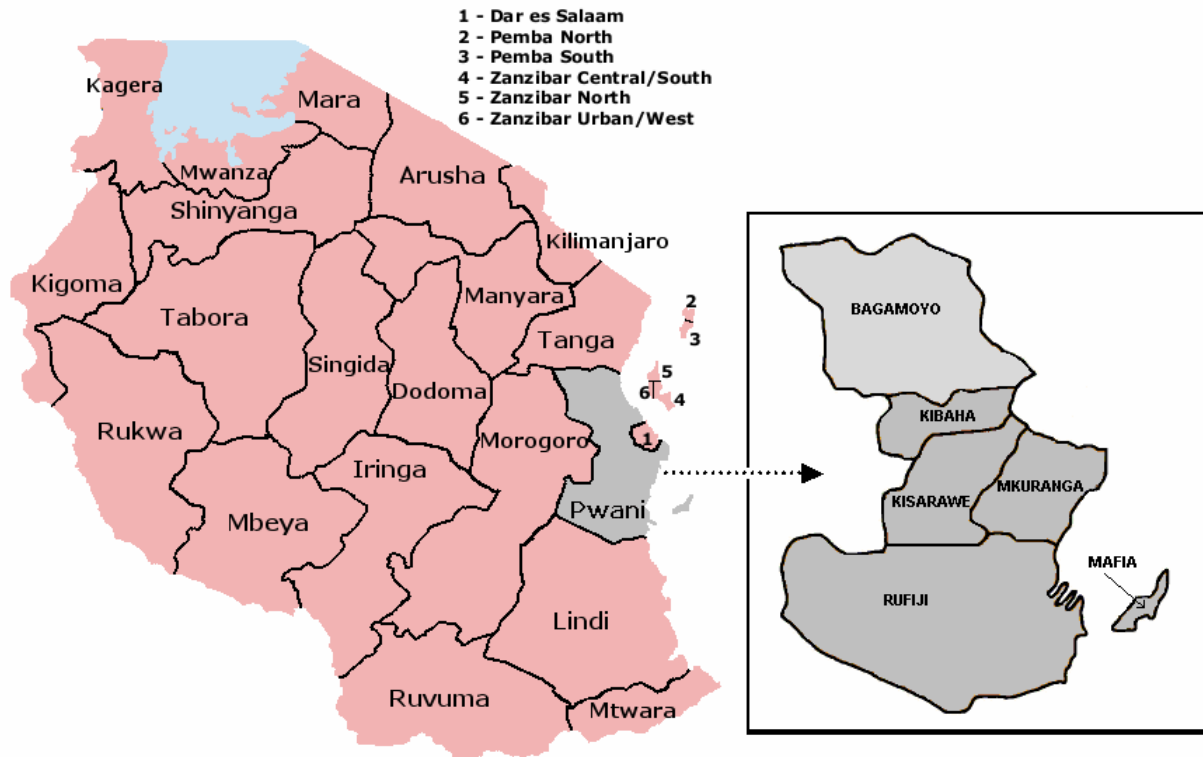 1 - Dar es Salaam
2 - Pemba North
3 - Pemba South
4 - Zanzibar Central/South
5 - Zanzibar North
6 - Zanzibar Urban/West
Kagera
Mara
Mwanza
Arusha
Shinyanga
Kilimanjaro
Kigoma
Manyara
Tabora
2
3
Tanga
Singida
5
6
4
Dodoma
Rukwa
Morogoro
1
Iringa
Pwani
Mbeya
Lindi
Ruvuma
Mtwara
BAGAMOYO
KIBAHA
KISARAWE
MKURANGA
MAFIA
RUFIJI